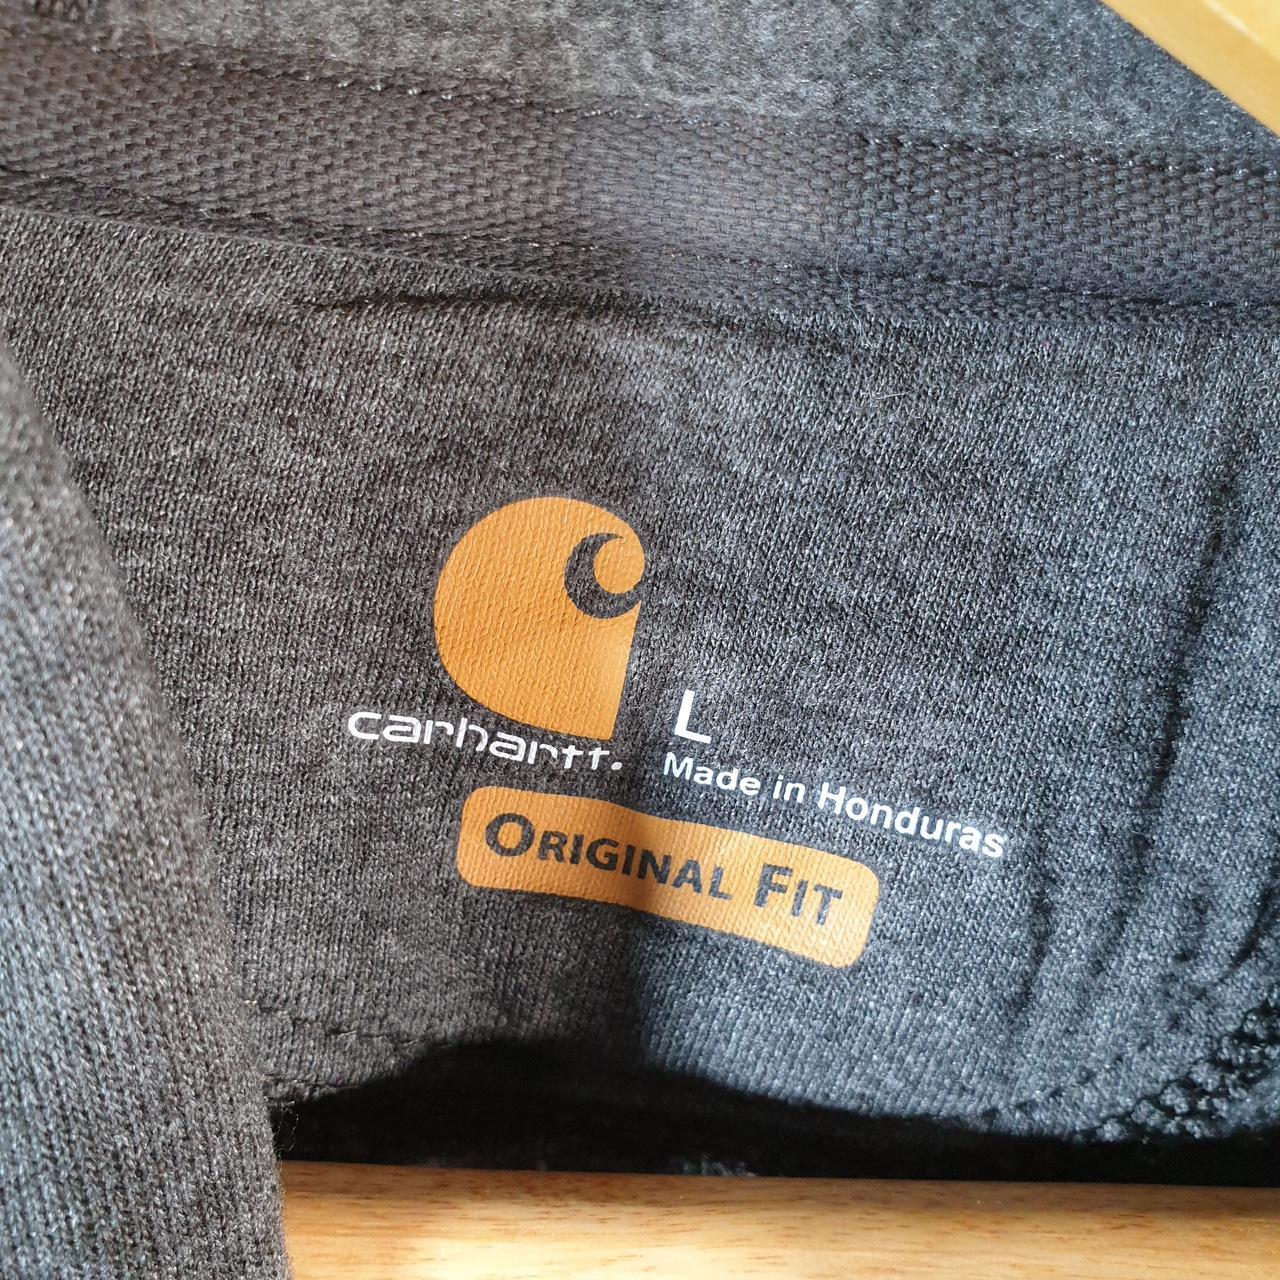 carhartt.
L
Made in Honduras
ORIGINAL FIT